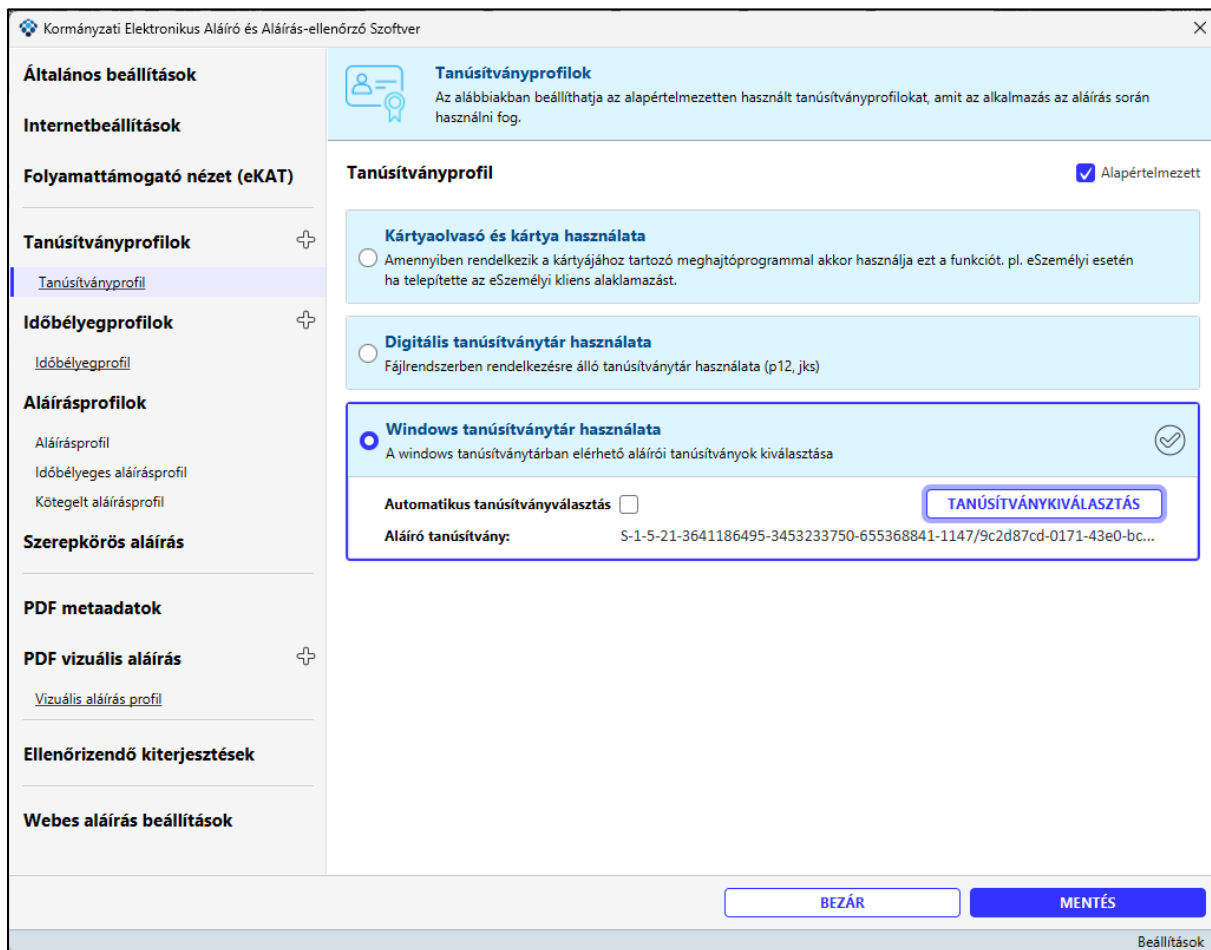 Kormányzati Elektronikus Aláíró és Aláírás-ellenőrző Szoftver
Általános beállítások
Internetbeállítások
Folyamattámogató nézet (eKAT)
Tanúsítványprofilok
Tanúsítványprofil
Időbélyegprofilok
Időbélyegprofil
Aláírásprofilok
Aláírásprofil
Időbélyeges aláírásprofil
Kötegelt aláírásprofil
Szerepkörös aláírás
PDF metaadatok
PDF vizuális aláírás
Vizuális aláírás profil
Ellenőrizendő kiterjesztések
Webes aláírás beállítások
Tanúsítványprofilok
Az alábbiakban beállíthatja az alapértelmezetten használt tanúsítványprofilokat, amit az alkalmazás az aláírás során
használni fog.
Tanúsítványprofil
Alapértelmezett
Kártyaolvasó és kártya használata
Amennyiben rendelkezik a kártyájához tartozó meghajtóprogrammal akkor használja ezt a funkciót. pl. eSzemélyi esetén
ha telepítette az eSzemélyi kliens alaklamazást.
Digitális tanúsítványtár használata
Fájlrendszerben rendelkezésre álló tanúsítványtár használata (p12, jks)
Windows tanúsítványtár használata
A windows tanúsítványtárban elérhető aláírói tanúsítványok kiválasztása
Automatikus tanúsítványválasztás
TANÚSÍTVÁNYKIVÁLASZTÁS
Aláíró tanúsítvány: S-1-5-21-3641186495-3453233750-655368841-1147/9c2d87cd-0171-43e0-bc...
BEZÁR
MENTÉS
Beállítások